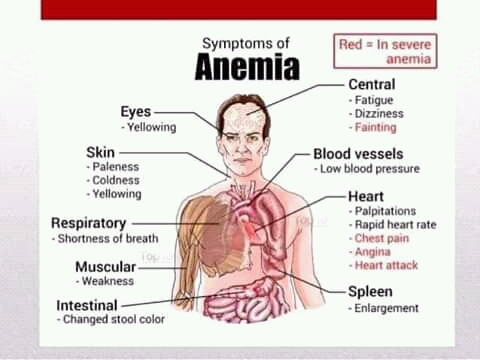 Symptoms of
Anemia
Red = In severe
anemia
Eyes
- Yellowing
Skin
- Paleness
- Coldness
- Yellowing
Respiratory
- Shortness of breath
Muscular
- Weakness
Intestinal
- Changed stool color
Central
- Fatigue
- Dizziness
- Fainting
Blood vessels
- Low blood pressure
Heart
- Palpitations
- Rapid heart rate
- Chest pain
- Angina
- Heart attack
Spleen
- Enlargement